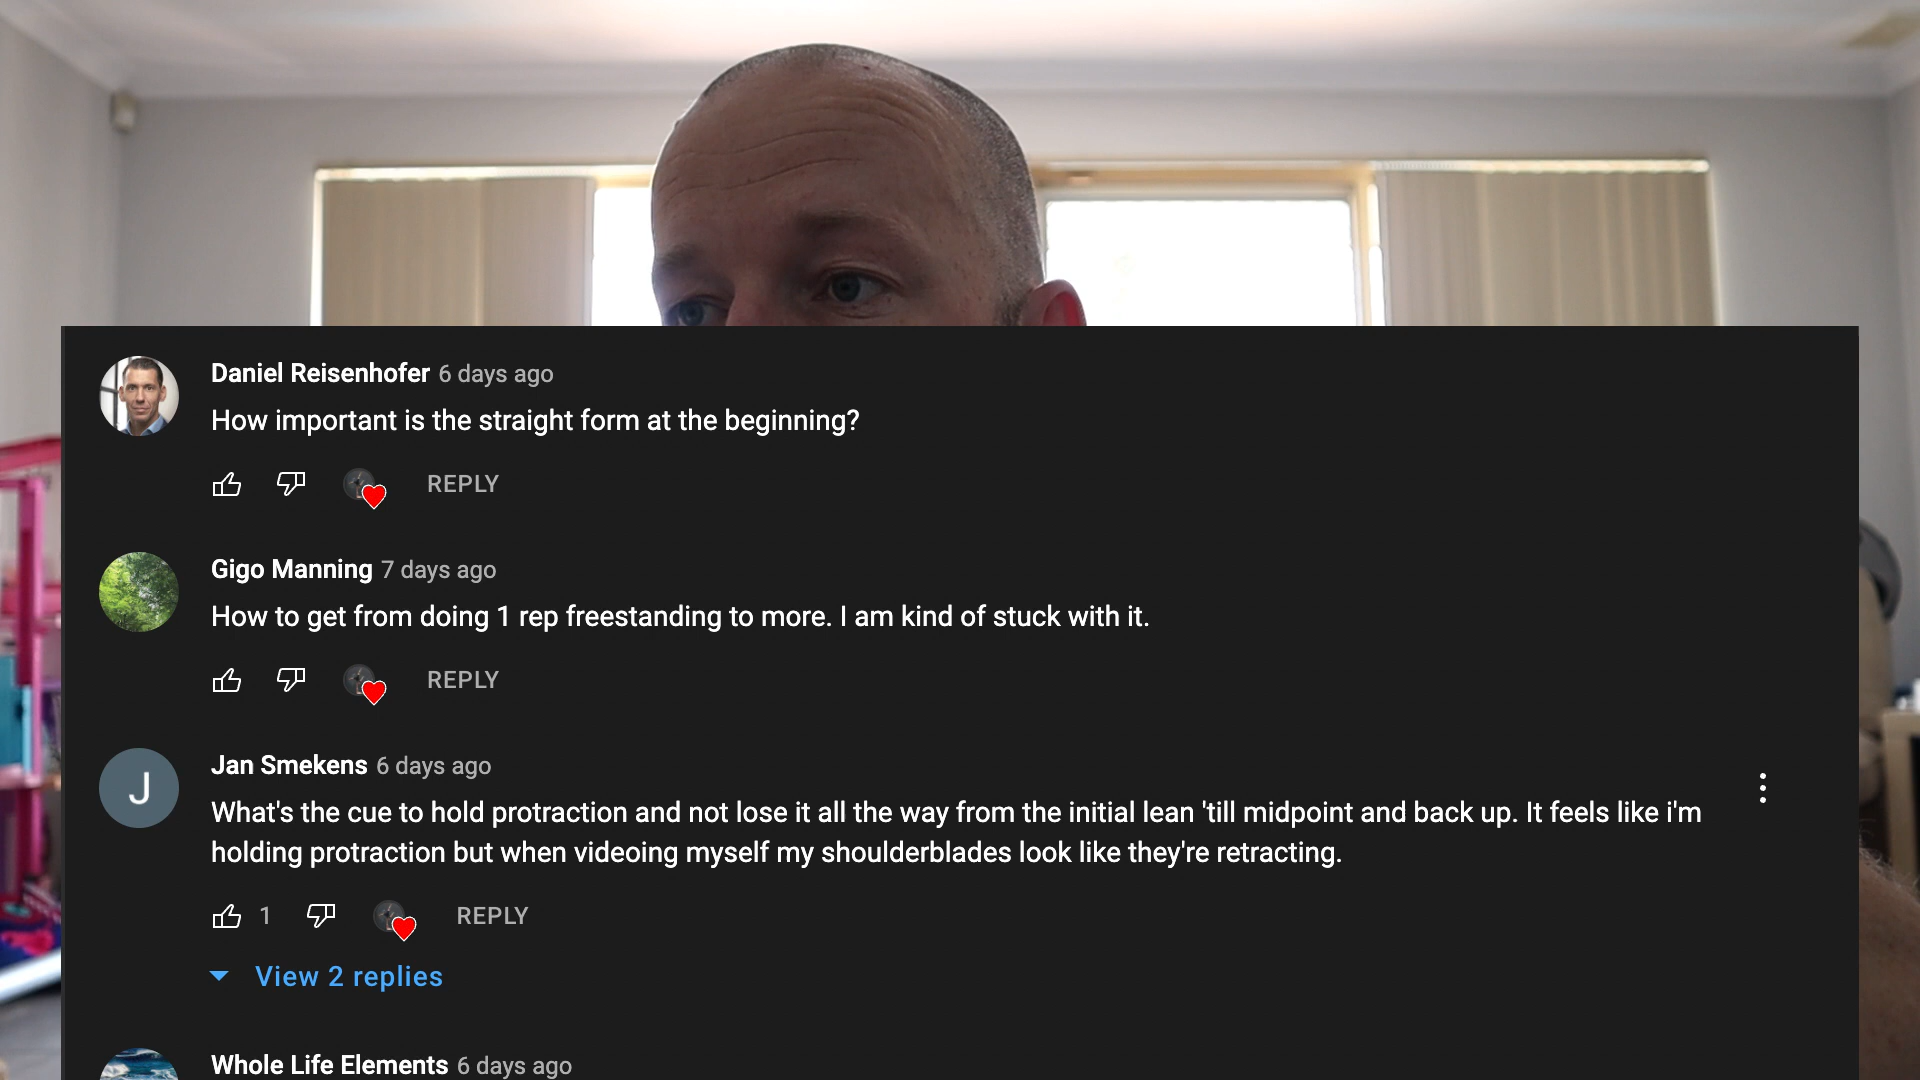 Daniel Reisenhofer 6 days ago
How important is the straight form at the beginning?
REPLY
Gigo Manning 7 days ago
How to get from doing 1 rep freestanding to more. I am kind of stuck with it.
REPLY
J
Jan Smekens 6 days ago
What's the cue to hold protraction and not lose it all the way from the initial lean 'till midpoint and back up. It feels like i'm
holding protraction but when videoing myself my shoulderblades look like they're retracting.
1 REPLY
View 2 replies
Whole Life Elements 6 days ago